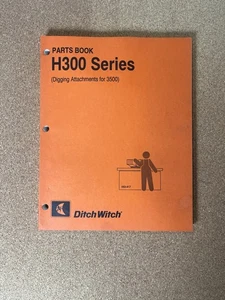 PARTS BOOK
H300 Series
(Digging Attachments for 3500)
Ditch Witch